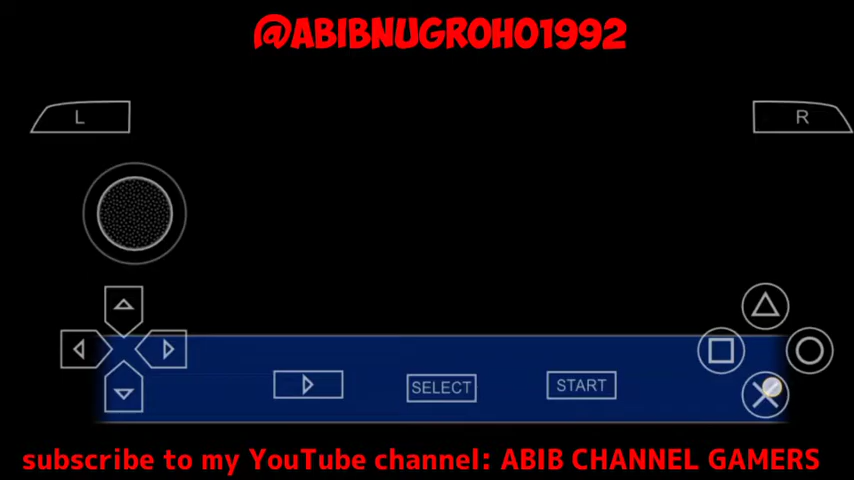 @ABIBNUGROHO1992
L
R
SELECT
START
subscribe to my YouTube channel: ABIB CHANNEL GAMERS